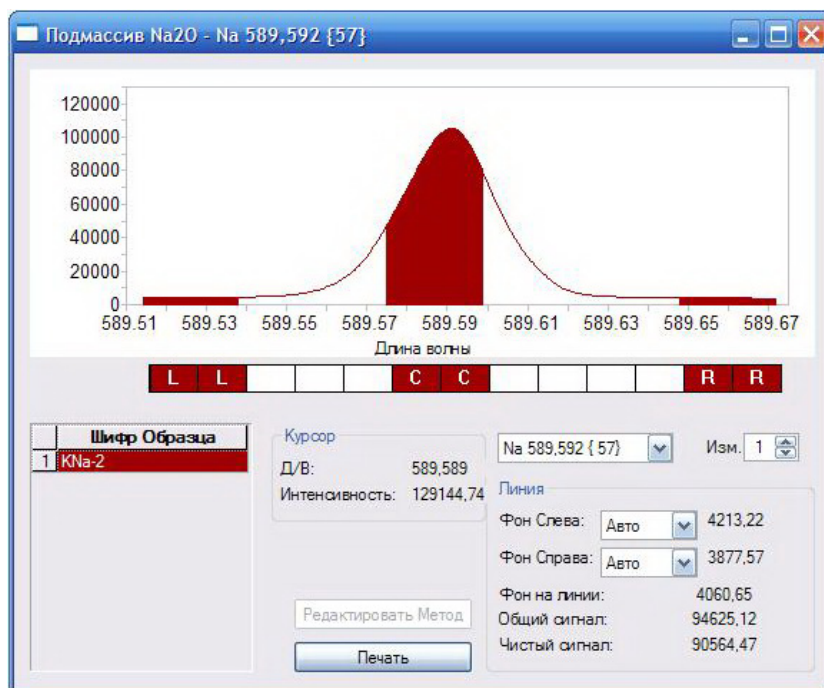 Подмассив Na2O - Na 589,592 {57}
120000
100000
80000
60000
40000
20000
0
589.51 589.53 589.55 589.57 589.59 589.61 589.63 589.65 589.67
Длина волны
L L C C R R
Шифр Образца
1 KNa-2
Курсор
Д/В: 589,589
Интенсивность: 129144,74
Редактировать Метод
Печать
Na 589,592 { 57} Изм. 1
Линия
Фон Слева: Авто 4213,22
Фон Справа: Авто 3877,57
Фон на линии: 4060,65
Общий сигнал: 94625,12
Чистый сигнал: 90564,47